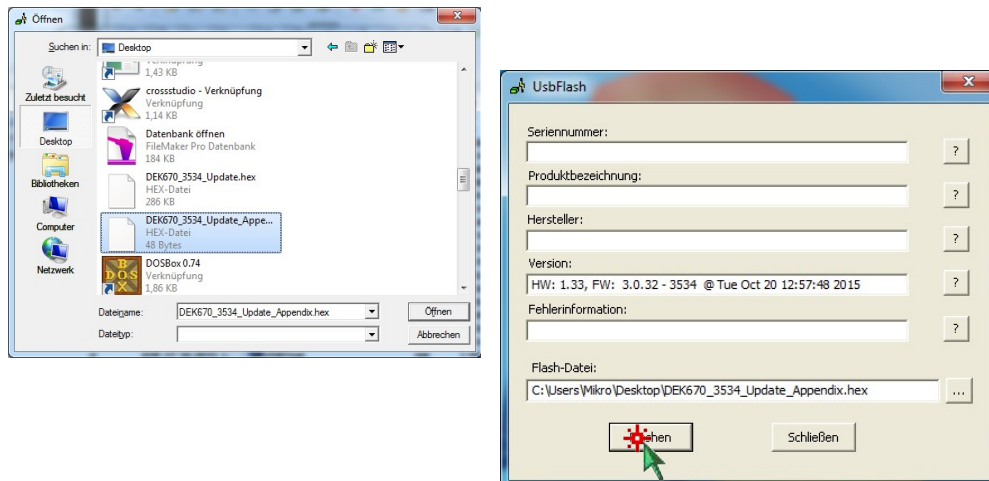 Öffnen
Suchen in:
Desktop
Zuletzt besucht
Desktop
Bibliotheken
Computer
Netzwerk
1,43 KB
crossstudio - Verknüpfung
Verknüpfung
1,14 KB
Datenbank öffnen
FileMaker Pro Datenbank
184 KB
DEK670_3534_Update.hex
HEX-Datei
286 KB
DEK670_3534_Update_Appe...
HEX-Datei
48 Bytes
DOSBox 0.74
Verknüpfung
1,86 KB
Dateiname:
DEK670_3534_Update_Appendix.hex
Öffnen
Dateityp:
Abbrechen
UsbFlash
Seriennummer:
?
Produktbezeichnung:
?
Hersteller:
?
Version:
HW: 1.33, FW: 3.0.32 - 3534 @ Tue Oct 20 12:57:48 2015
?
Fehlerinformation:
?
Flash-Datei:
C:\Users\Mikro\Desktop\DEK670_3534_Update_Appendix.hex
...
Schließen